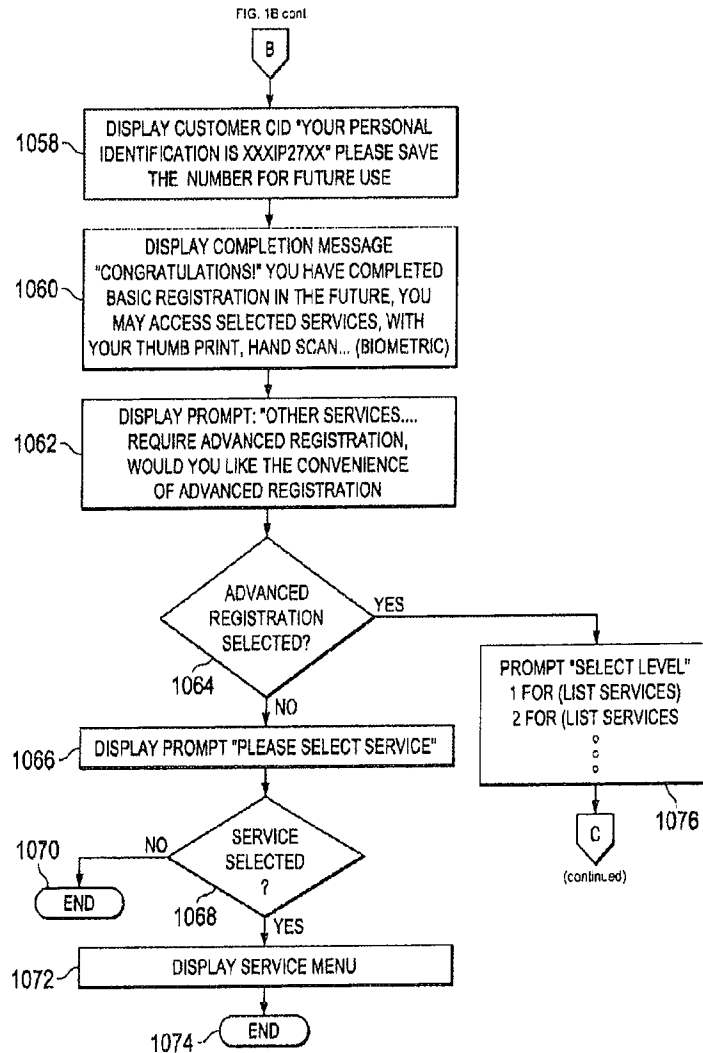 FIG. 1B cont.
B
1058
DISPLAY CUSTOMER CID "YOUR PERSONAL
IDENTIFICATION IS XXXIP27XX" PLEASE SAVE
THE NUMBER FOR FUTURE USE
1060
DISPLAY COMPLETION MESSAGE
"CONGRATULATIONS!" YOU HAVE COMPLETED
BASIC REGISTRATION IN THE FUTURE, YOU
MAY ACCESS SELECTED SERVICES, WITH
YOUR THUMB PRINT, HAND SCAN... (BIOMETRIC)
1062
DISPLAY PROMPT: "OTHER SERVICES....
REQUIRE ADVANCED REGISTRATION,
WOULD YOU LIKE THE CONVENIENCE
OF ADVANCED REGISTRATION
ADVANCED
REGISTRATION
SELECTED?
1064
YES
NO
PROMPT "SELECT LEVEL"
1 FOR (LIST SERVICES)
2 FOR (LIST SERVICES
1076
C
(continued)
1066
DISPLAY PROMPT "PLEASE SELECT SERVICE"
SERVICE
SELECTED
?
1068
NO
1070
END
YES
1072
DISPLAY SERVICE MENU
1074
END